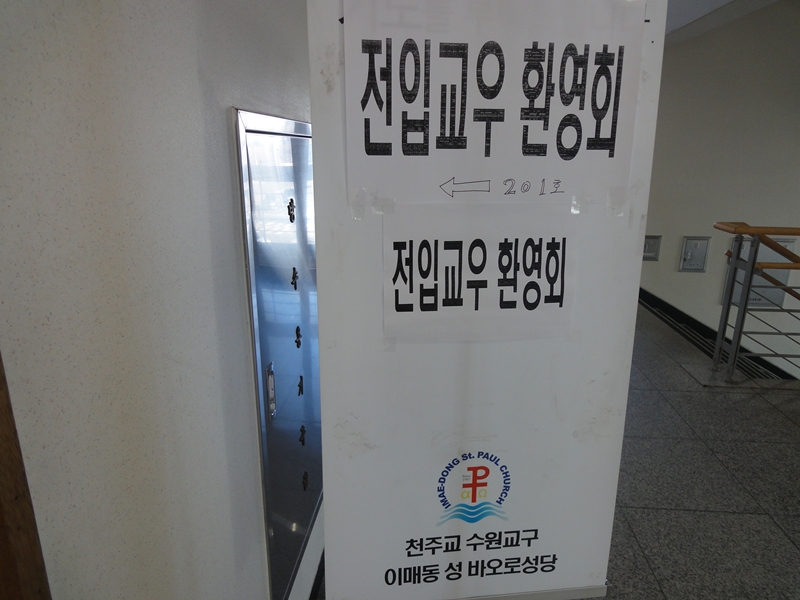 전입교우 환영회
201호
전입교우 환영회
IMAE-DONG St. PAUL CHURCH
천주교 수원교구
이매동 성 바오로성당